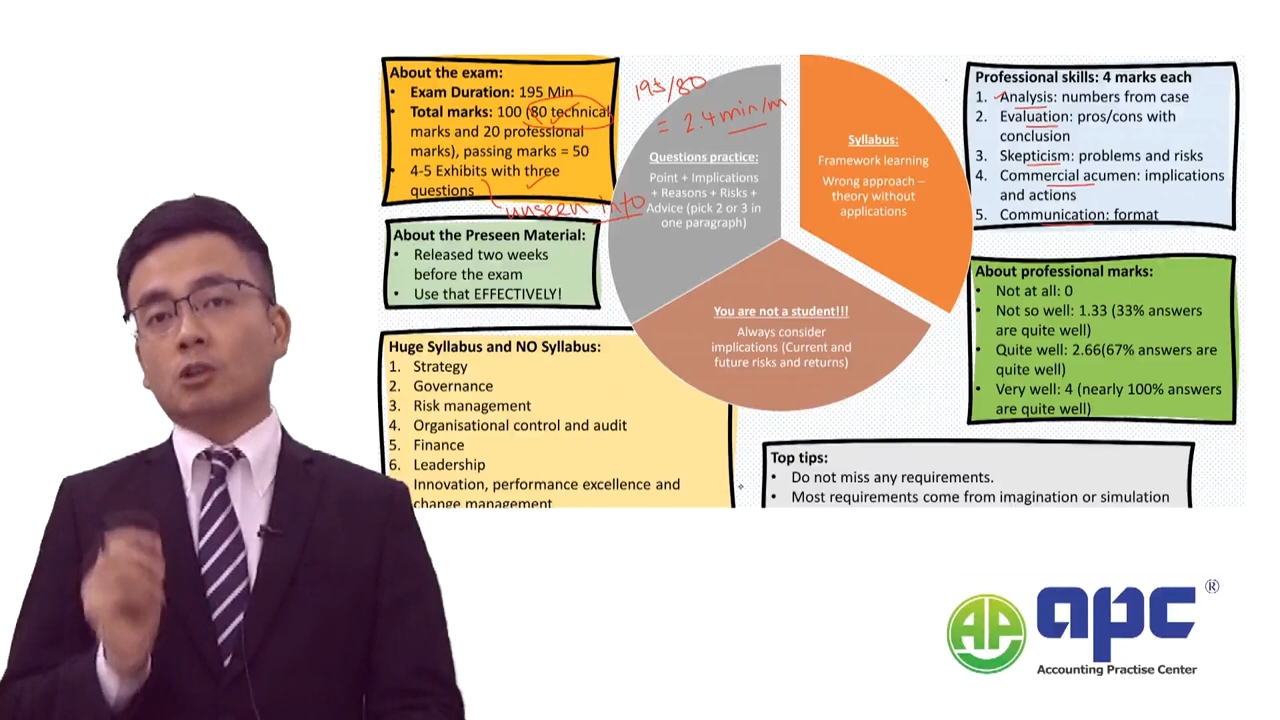 About the exam:
• Exam Duration: 195 Min
• Total marks: 100 (80 technical
marks and 20 professional
marks), passing marks = 50
• 4-5 Exhibits with three
questions
unseen info
About the Preseen Material:
• Released two weeks
before the exam
• Use that EFFECTIVELY!
Huge Syllabus and NO Syllabus:
1. Strategy
2. Governance
3. Risk management
4. Organisational control and audit
5. Finance
6. Leadership
Innovation, performance excellence and
change management
195/80
= 2.4 min/m
Questions practice:
Point + Implications
+ Reasons + Risks +
Advice (pick 2 or 3 in
one paragraph)
Syllabus:
Framework learning
Wrong approach –
theory without
applications
You are not a student!!!
Always consider
implications (Current and
future risks and returns)
Professional skills: 4 marks each
1. Analysis: numbers from case
2. Evaluation: pros/cons with
conclusion
3. Skepticism: problems and risks
4. Commercial acumen: implications
and actions
5. Communication: format
About professional marks:
• Not at all: 0
• Not so well: 1.33 (33% answers
are quite well)
• Quite well: 2.66(67% answers are
quite well)
• Very well: 4 (nearly 100% answers
are quite well)
Top tips:
• Do not miss any requirements.
• Most requirements come from imagination or simulation
AP
apc®
Accounting Practise Center